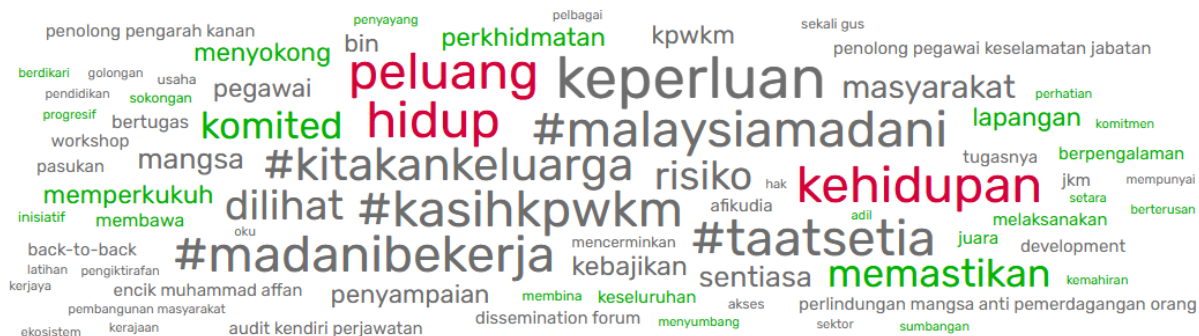 penyayang pelbagai sekali gus
penolong pengarah kanan menyokong bin perkhidmatan kpwkm penolong pegawai keselamatan jabatan
berdikari golongan usaha pegawai peluang keperluan masyarakat
pendidikan sokongan perhatian
progresif bertugas komited hidup #malaysiamadani lapangan komitmen
workshop
pasukan mangsa #kitakankeluarga risiko hak kehidupan tugasnya berpengalaman
jkm mempunyai
memperkukuh dilihat #kasihkpwkm afikudia setara
inisiatif membawa adil melaksanakan berterusan
oku
back-to-back #madanibekerja mencerminkan #taatsetia juara development
latihan pengiktirafan kebajikan sentiasa memastikan kemahiran
kerjaya encik muhammad affan penyampaian membina keseluruhan akses perlindungan mangsa anti pemerdagangan orang
pembangunan masyarakat
ekosistem kerajaan audit kendiri perjawatan dissemination forum menyumbang sektor sumbangan